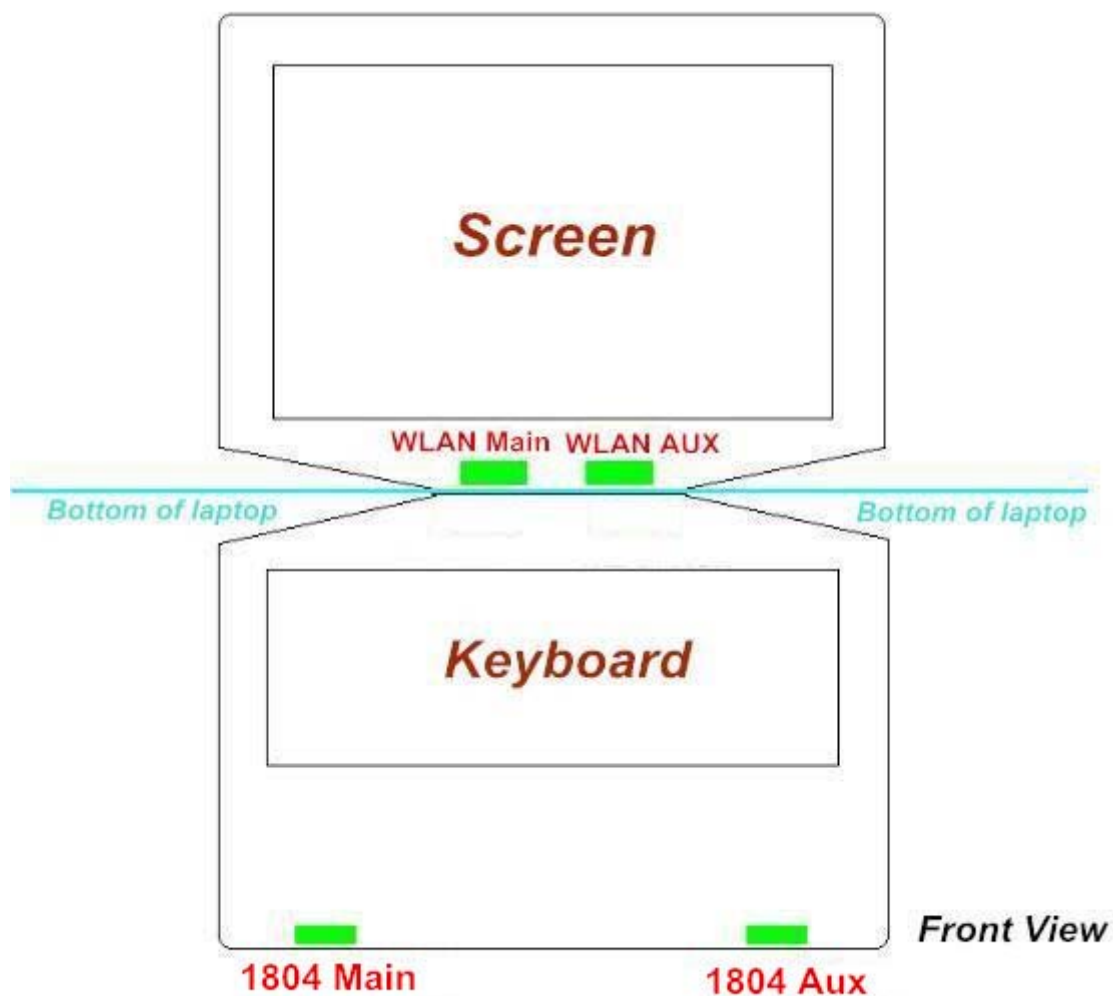 Screen
WLAN Main WLAN AUX
Bottom of laptop Bottom of laptop
Keyboard
Front View
1804 Main 1804 Aux